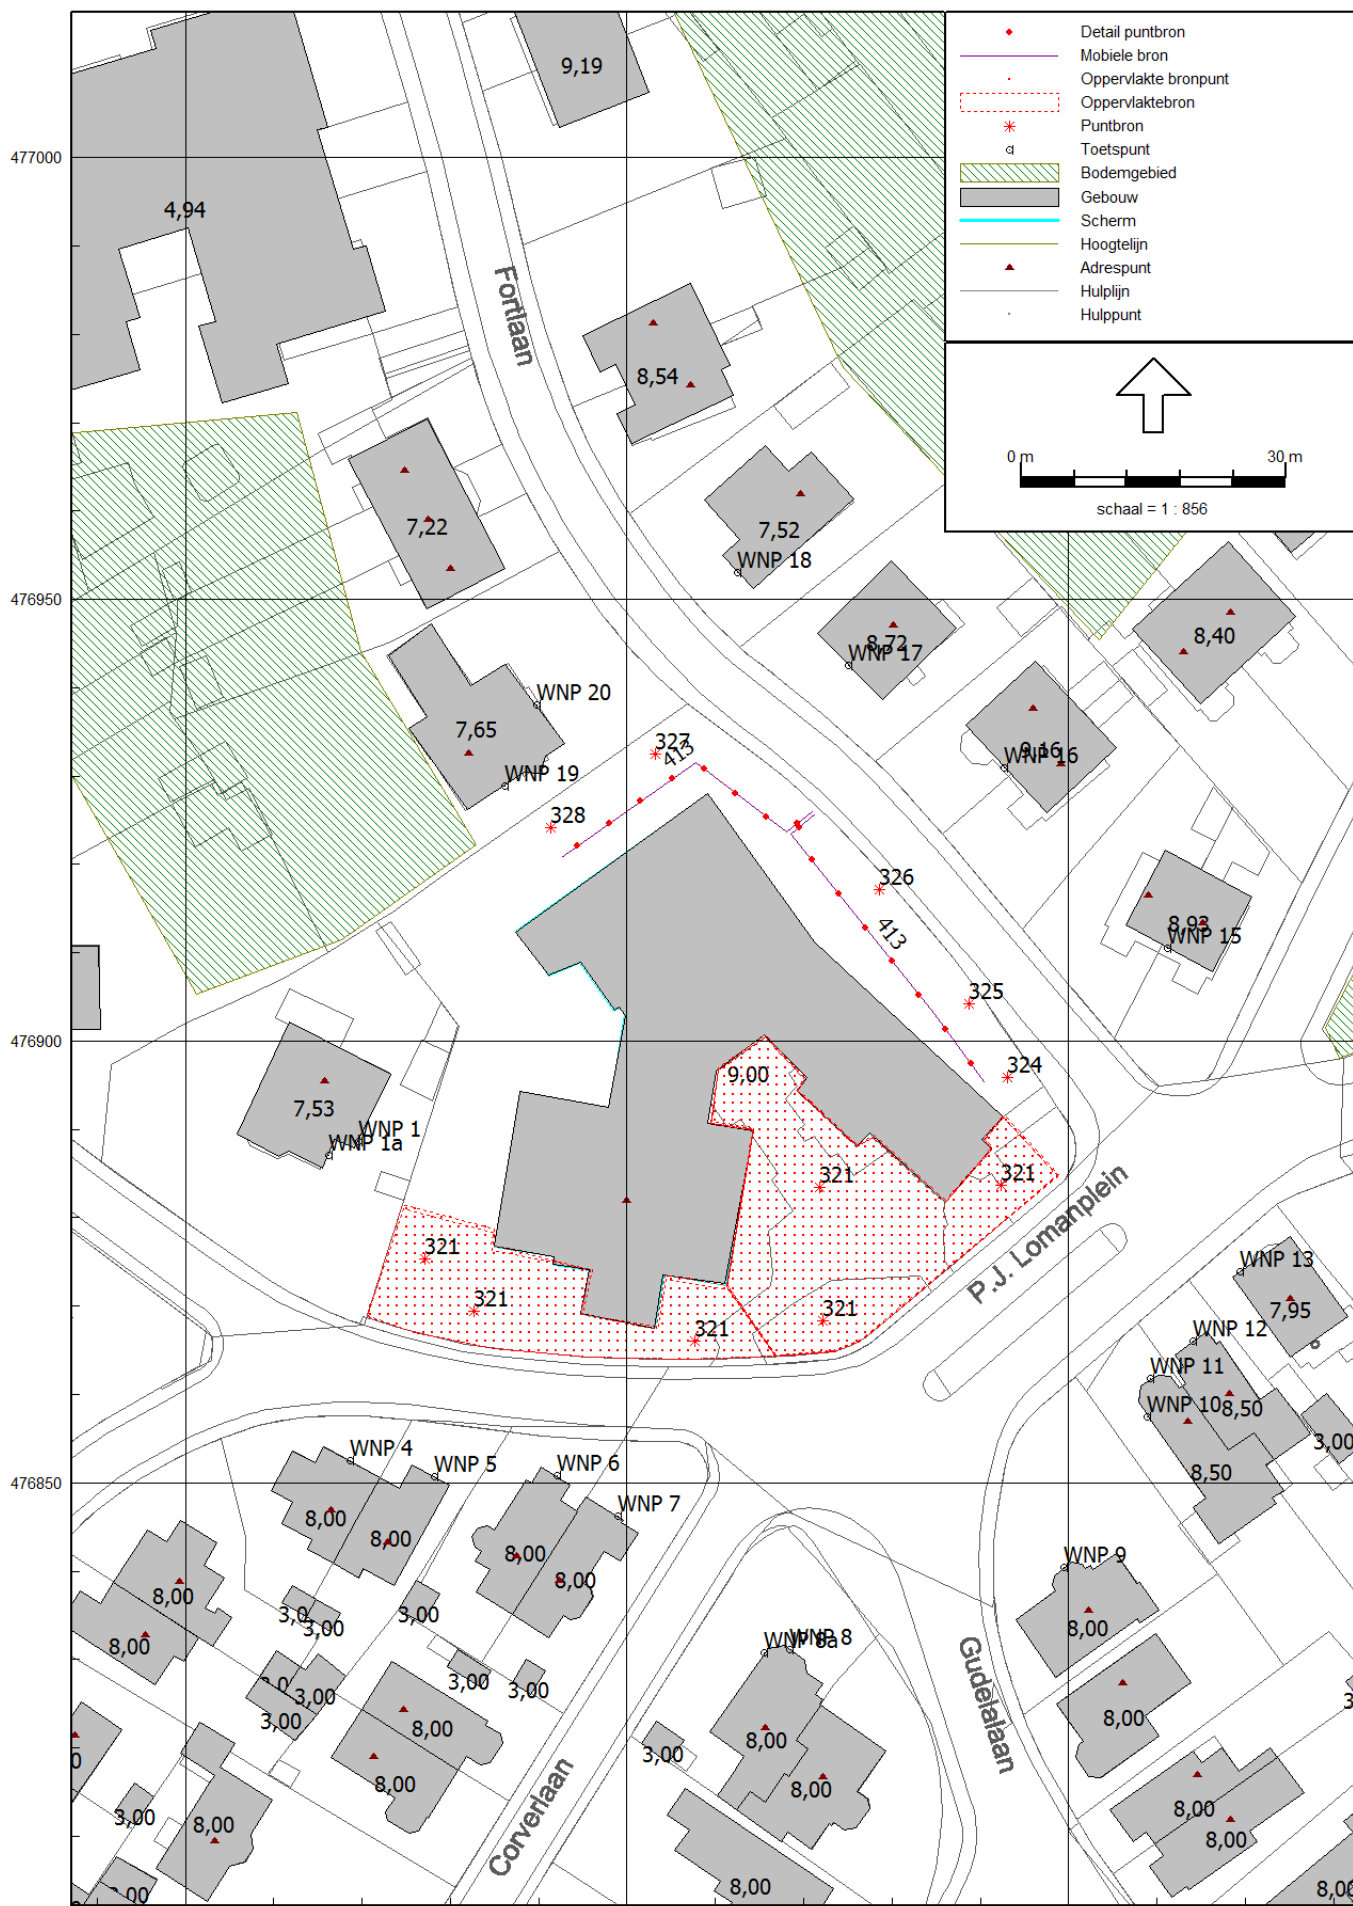 Detail puntbron
Mobiele bron
Oppervlakte bronpunt
Oppervlaktebron
Puntbron
Toetspunt
Bodemgebied
Gebouw
Scherm
Hoogtelijn
Adrespunt
Hulplijn
Hulppunt
0 m
30 m
schaal = 1 : 856
9,19
477000
4,94
Fortlaan
8,54
7,22
7,52
WNP 18
476950
8,72
WNP 17
8,40
WNP 20
7,65
327
413
9,16
WNP 16
WNP 19
328
326
8,93
WNP 15
413
325
476900
9,00
324
7,53
WNP 1
WNP 1a
321
321
P.J. Lomanplein
321
321
321
321
WNP 13
7,95
WNP 12
WNP 11
WNP 10
8,50
8,50
3,00
476850
WNP 4
WNP 5
WNP 6
WNP 7
8,00
8,00
8,00
8,00
WNP 9
8,00
8,00
8,00
3,00
3,00
WNP 8
Gudelalaan
3,00
3,00
3,00
3,00
8,00
8,00
3,00
8,00
8,00
8,00
8,00
3,00
8,00
Corverlaan
8,00
8,00
8,00